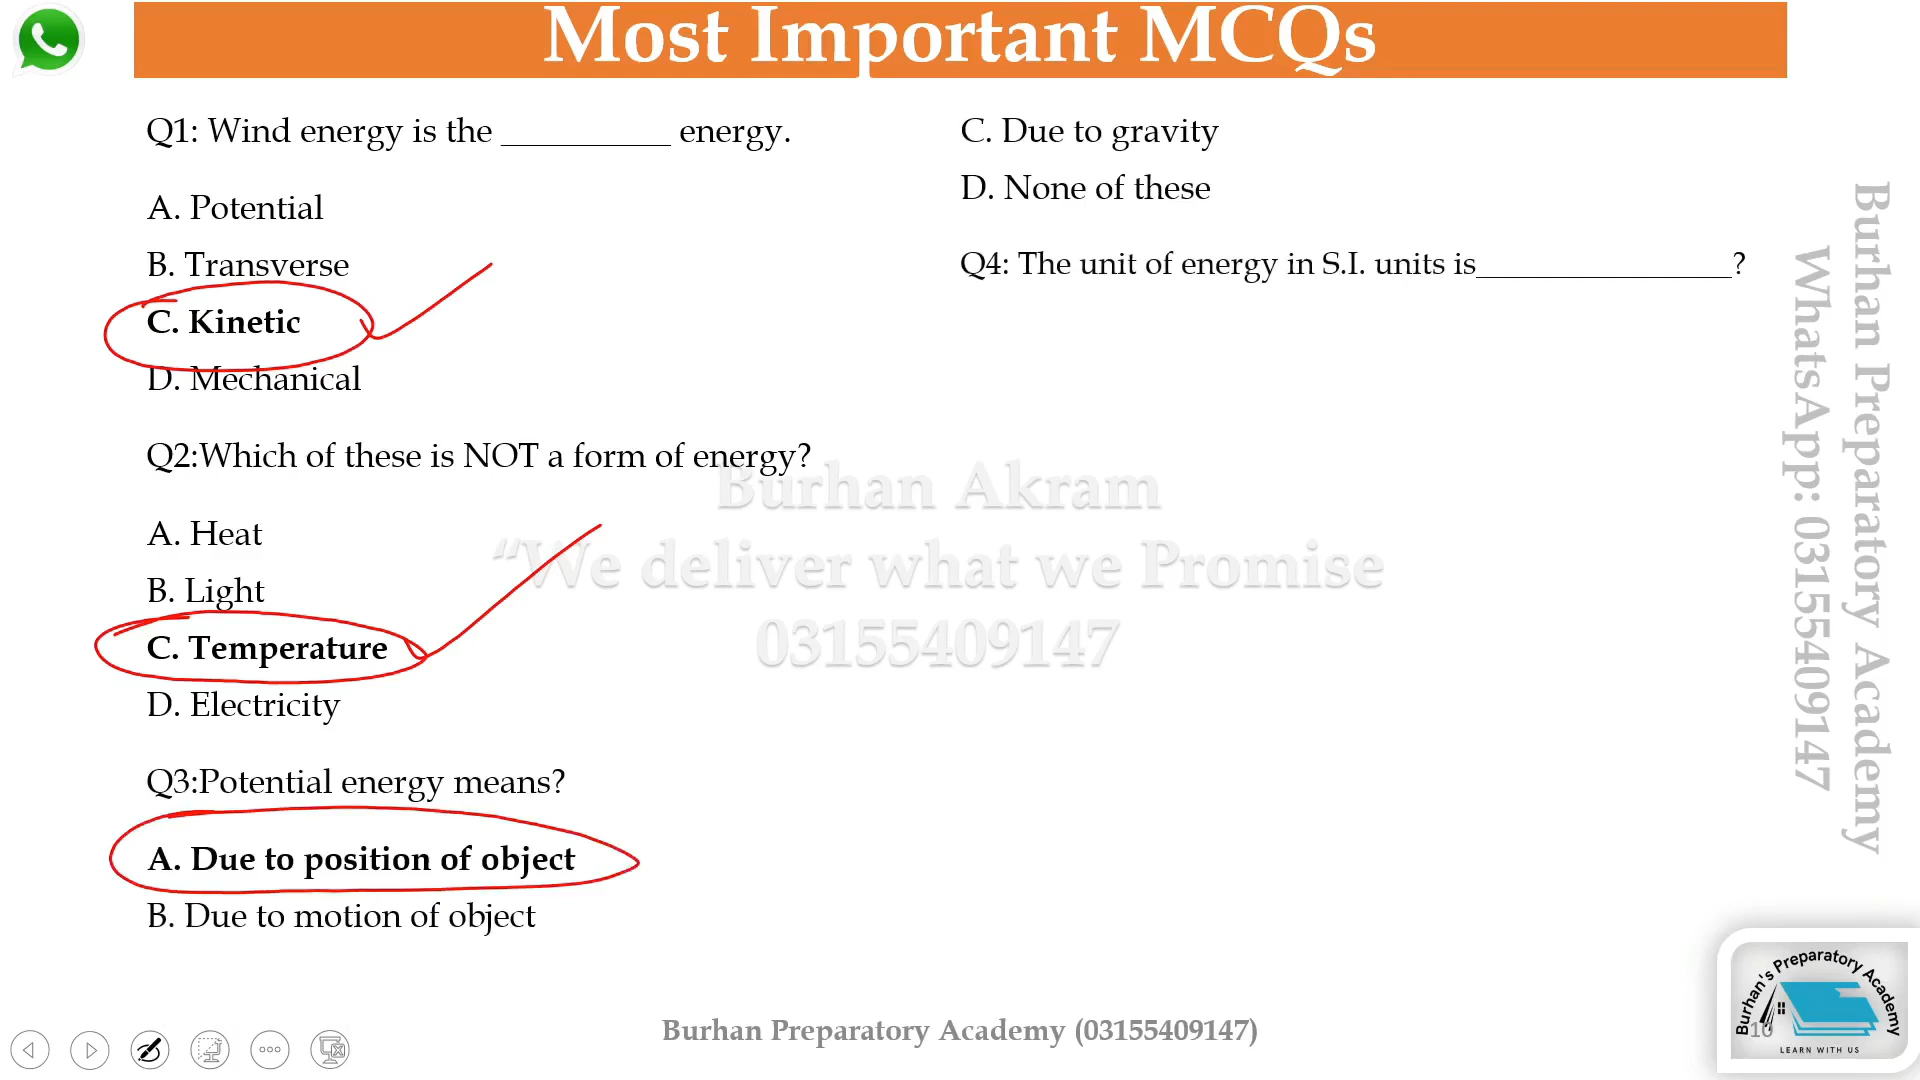 Most Important MCQs
Q1: Wind energy is the __________ energy.
A. Potential
B. Transverse
C. Kinetic
D. Mechanical
Q2:Which of these is NOT a form of energy?
A. Heat
B. Light
C. Temperature
D. Electricity
Q3:Potential energy means?
A. Due to position of object
B. Due to motion of object
C. Due to gravity
D. None of these
Q4: The unit of energy in S.I. units is_______________?
Burhan Akram
“We deliver what we Promise
03155409147
Burhan Preparatory Academy
WhatsApp: 03155409147
Burhan Preparatory Academy (03155409147)
Burhan's Preparatory Academy
10
LEARN WITH US